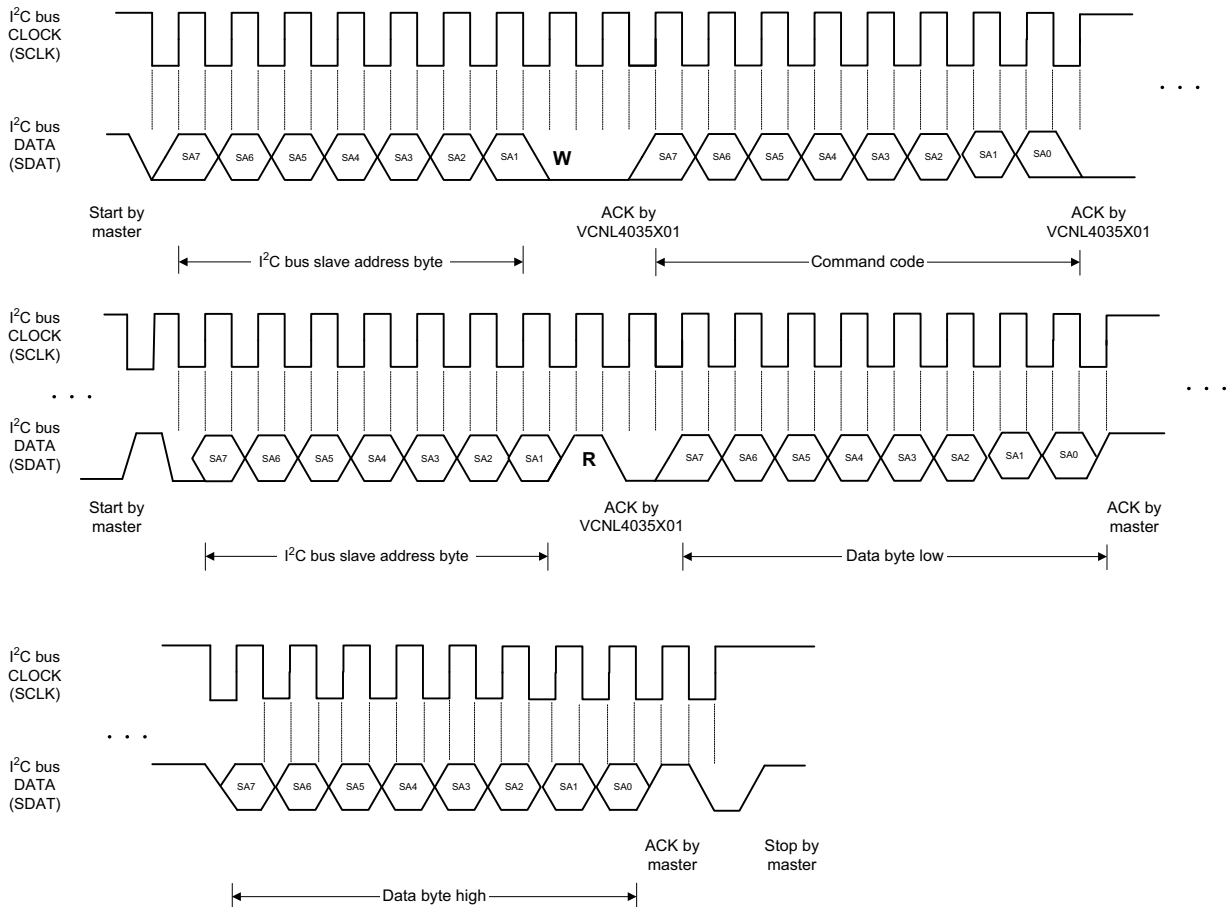 I²C bus
CLOCK
(SCLK)
. . .
I²C bus
DATA
(SDAT)
SA7 SA6 SA5 SA4 SA3 SA2 SA1 W SA7 SA6 SA5 SA4 SA3 SA2 SA1 SA0
Start by
master
ACK by
VCNL4035X01
ACK by
VCNL4035X01
I²C bus slave address byte
Command code
I²C bus
CLOCK
(SCLK)
. . .
. . .
I²C bus
DATA
(SDAT)
SA7 SA6 SA5 SA4 SA3 SA2 SA1 R SA7 SA6 SA5 SA4 SA3 SA2 SA1 SA0
Start by
master
ACK by
VCNL4035X01
ACK by
master
I²C bus slave address byte
Data byte low
I²C bus
CLOCK
(SCLK)
. . .
I²C bus
DATA
(SDAT)
SA7 SA6 SA5 SA4 SA3 SA2 SA1 SA0
ACK by
master
Stop by
master
Data byte high